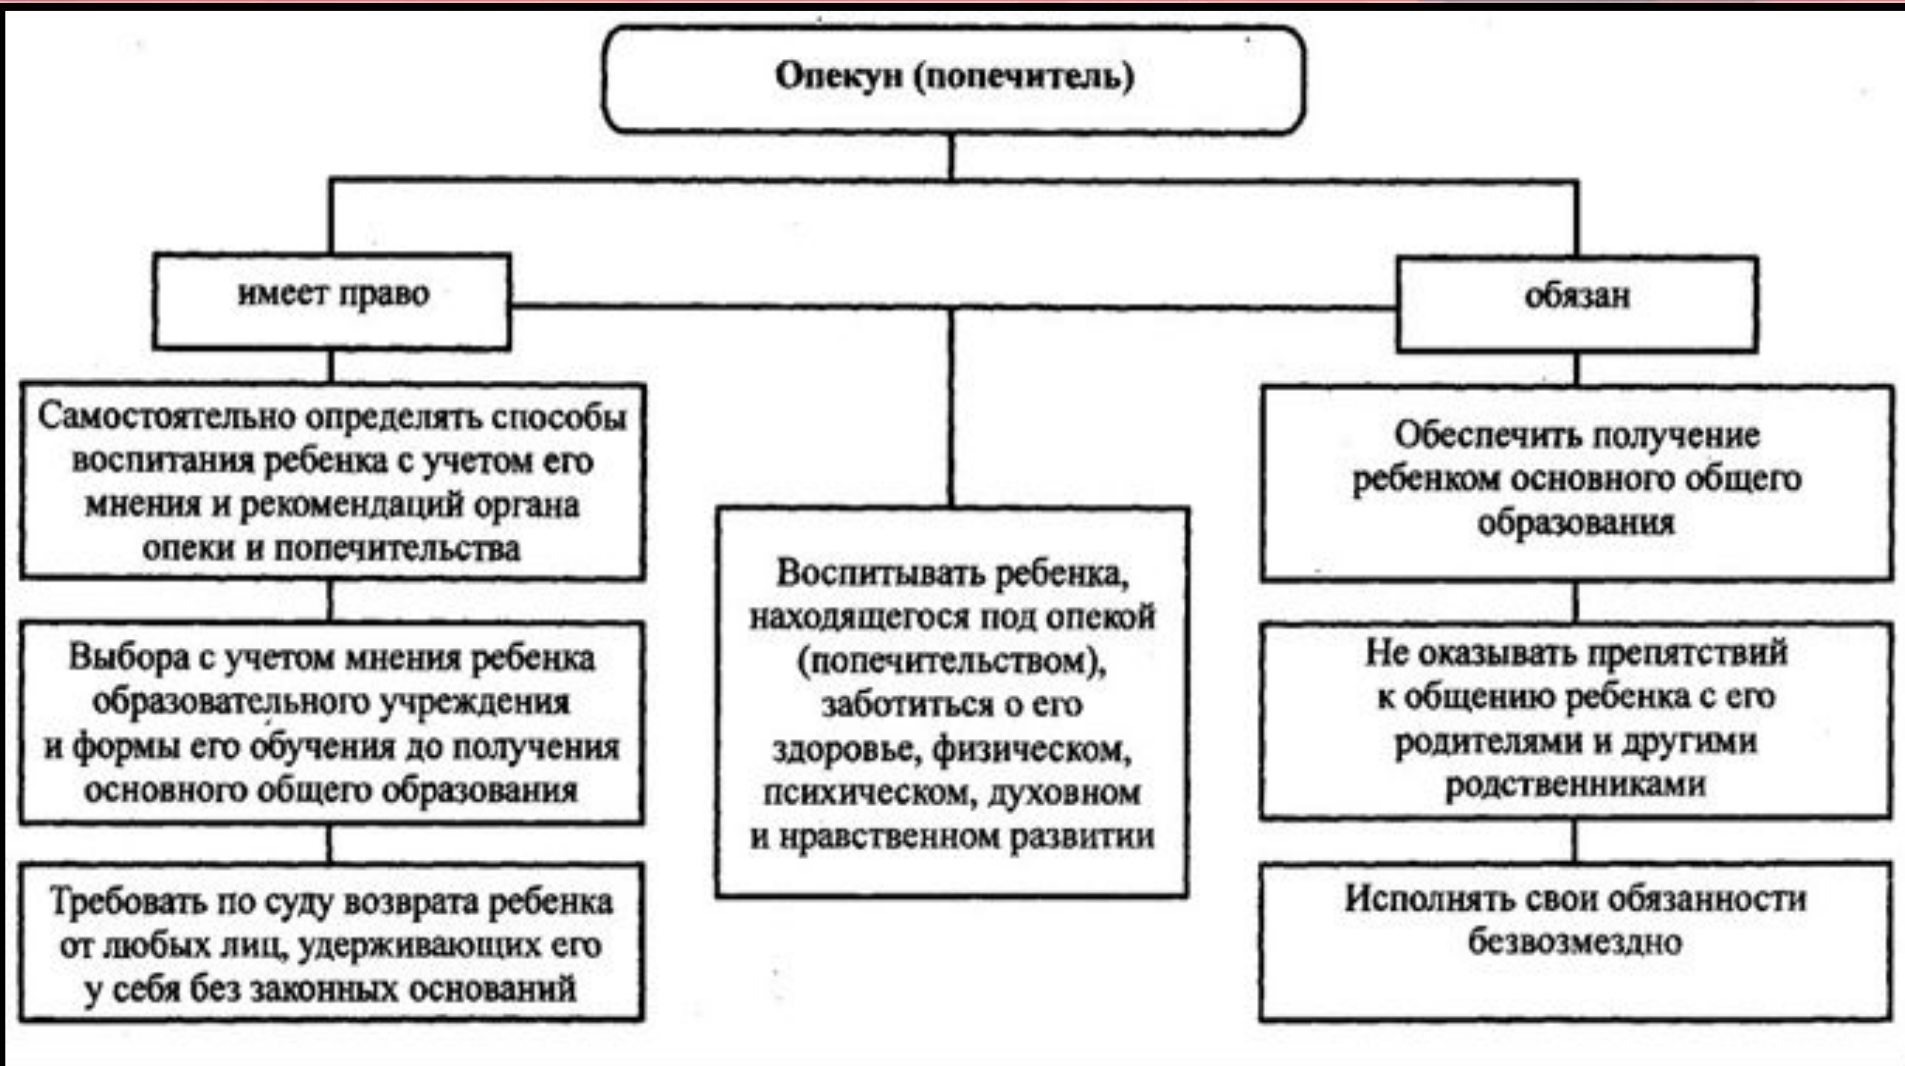 Опекун (попечитель)
имеет право
обязан
Самостоятельно определять способы
воспитания ребенка с учетом его
мнения и рекомендаций органа
опеки и попечительства
Выбора с учетом мнения ребенка
образовательного учреждения
и формы его обучения до получения
основного общего образования
Требовать по суду возврата ребенка
от любых лиц, удерживающих его
у себя без законных оснований
Воспитывать ребенка,
находящегося под опекой
(попечительством),
заботиться о его
здоровье, физическом,
психическом, духовном
и нравственном развитии
Обеспечить получение
ребенком основного общего
образования
Не оказывать препятствий
к общению ребенка с его
родителями и другими
родственниками
Исполнять свои обязанности
безвозмездно